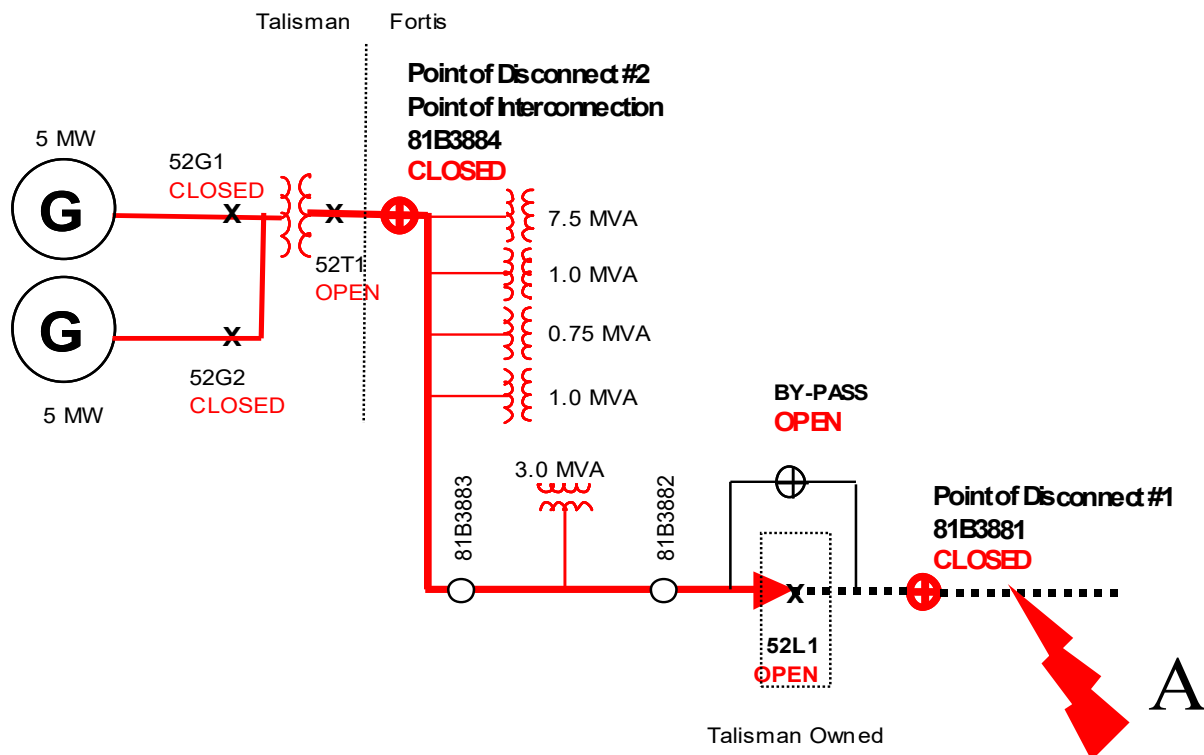 Talisman
Fortis
Point of Disconnect #2
Point of Interconnection
81B3884
CLOSED
5 MW
52G1
CLOSED
G
7.5 MVA
52T1
OPEN
X
X
1.0 MVA
G
X
0.75 MVA
52G2
CLOSED
5 MW
1.0 MVA
BY-PASS
OPEN
3.0 MVA
81B3883
81B3882
Point of Disconnect #1
81B3881
CLOSED
X
52L1
OPEN
A
Talisman Owned